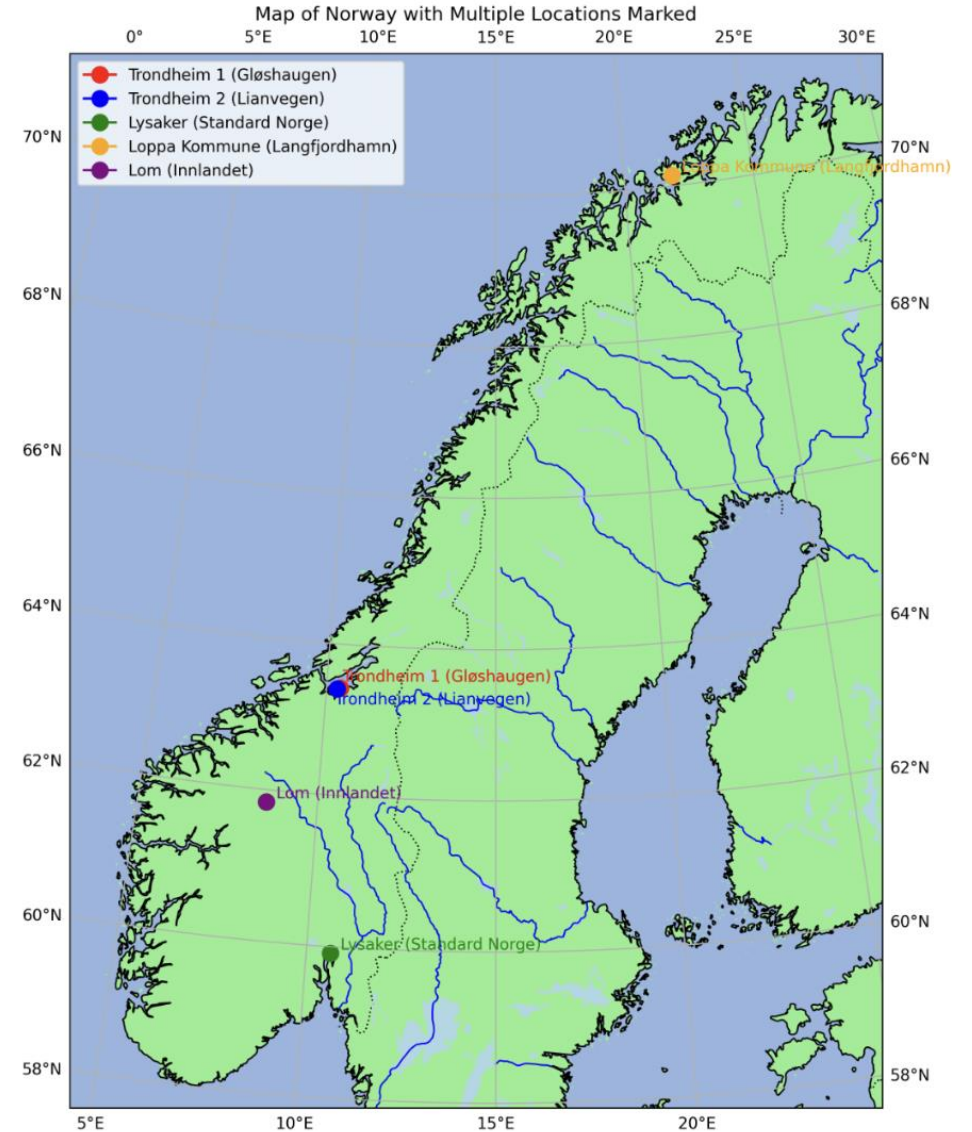 Map of Norway with Multiple Locations Marked
0° 5°E 10°E 15°E 20°E 25°E 30°E
Trondheim 1 (Gløshaugen)
Trondheim 2 (Lianvegen)
Lysaker (Standard Norge)
Loppa Kommune (Langfjordhamn)
Lom (Innlandet)
70°N 70°N
Loppa Kommune (Langfjordhamn)
68°N 68°N
66°N 66°N
64°N 64°N
Trondheim 1 (Gløshaugen)
Trondheim 2 (Lianvegen)
62°N 62°N
Lom (Innlandet)
60°N 60°N
Lysaker (Standard Norge)
58°N 58°N
5°E 10°E 15°E 20°E